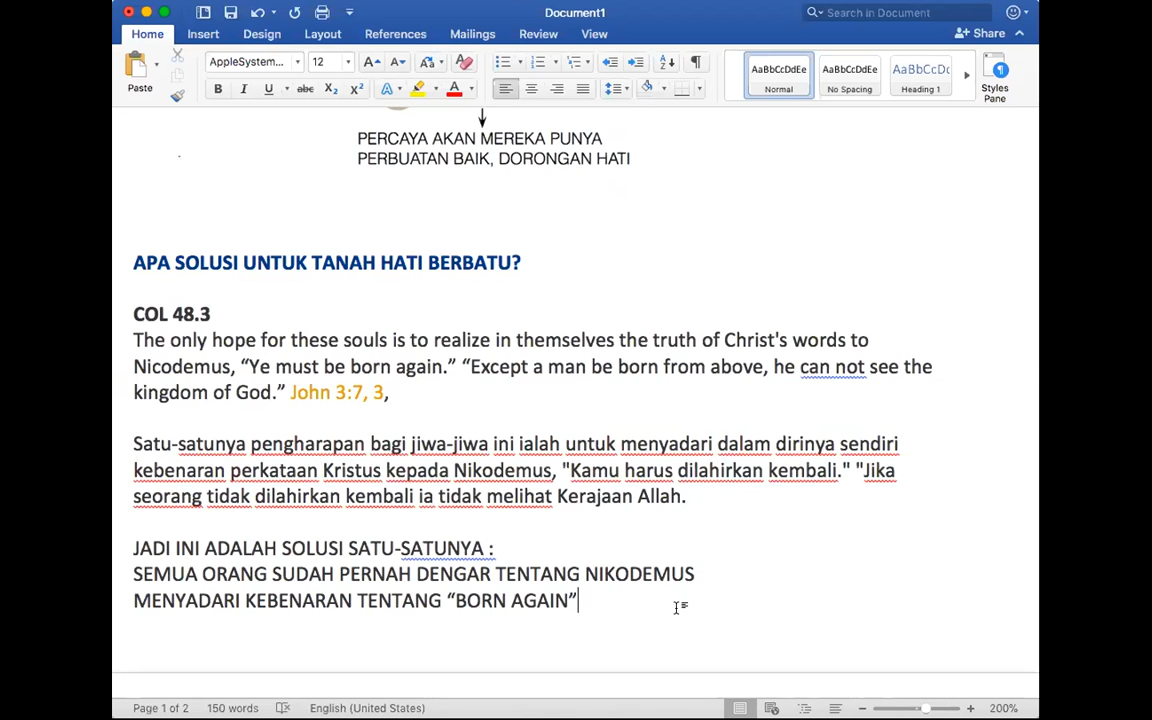 Document1
Search in Document
Home Insert Design Layout References Mailings Review View Share
Paste
AppleSystem... 12
AaBbCcDdEe
Normal
AaBbCcDdEe
No Spacing
AaBbCcDc
Heading 1
Styles
Pane
PERCAYA AKAN MEREKA PUNYA
PERBUATAN BAIK, DORONGAN HATI
APA SOLUSI UNTUK TANAH HATI BERBATU?
COL 48.3
The only hope for these souls is to realize in themselves the truth of Christ's words to
Nicodemus, “Ye must be born again.” “Except a man be born from above, he can not see the
kingdom of God.” John 3:7, 3,
Satu-satunya pengharapan bagi jiwa-jiwa ini ialah untuk menyadari dalam dirinya sendiri
kebenaran perkataan Kristus kepada Nikodemus, "Kamu harus dilahirkan kembali." "Jika
seorang tidak dilahirkan kembali ia tidak melihat Kerajaan Allah.
JADI INI ADALAH SOLUSI SATU-SATUNYA :
SEMUA ORANG SUDAH PERNAH DENGAR TENTANG NIKODEMUS
MENYADARI KEBENARAN TENTANG “BORN AGAIN”
Page 1 of 2 150 words English (United States) 200%